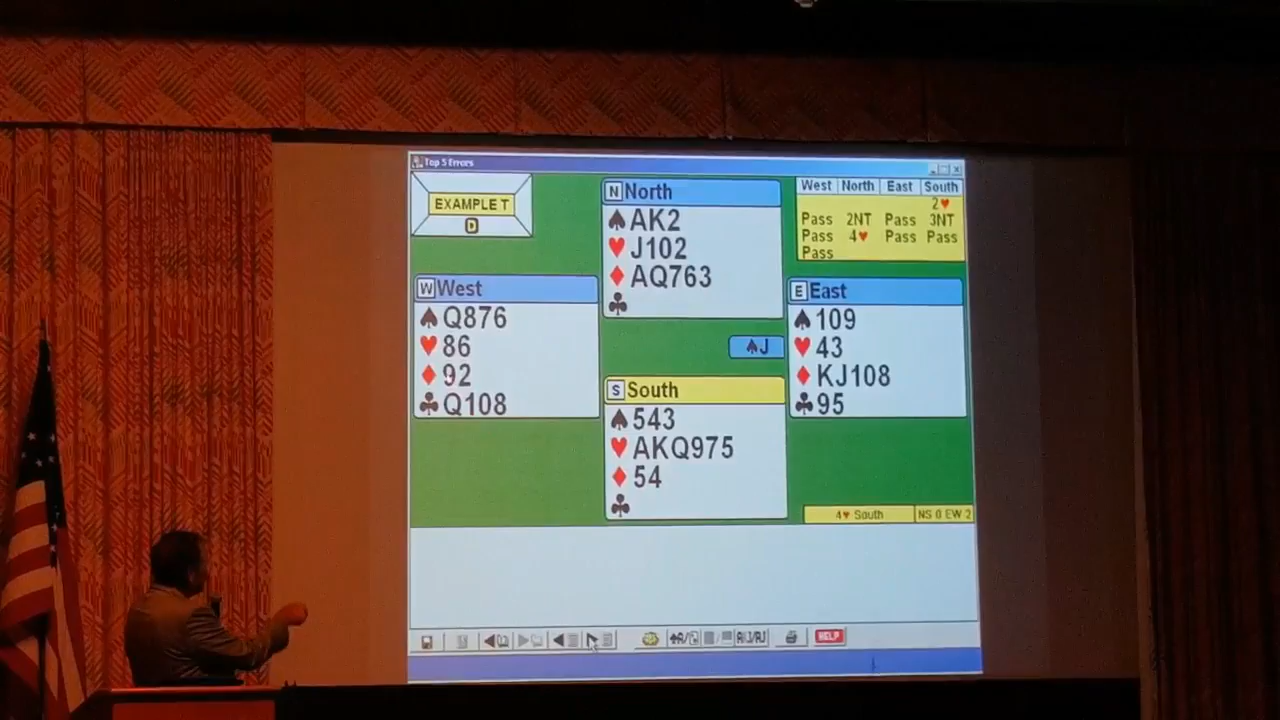 Top 5 Errors
EXAMPLE T
D
N North
♠ AK2
♥ J102
♦ AQ763
♣
West North East South
2♥
Pass 2NT Pass 3NT
Pass 4♥ Pass Pass
Pass
W West
♠ Q876
♥ 86
♦ 92
♣ Q108
♠J
E East
♠ 109
♥ 43
♦ KJ108
♣ 95
S South
♠ 543
♥ AKQ975
♦ 54
♣
4♥ South
NS 0 EW 2
HELP